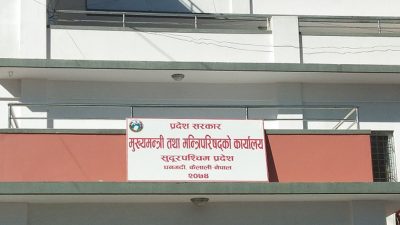 प्रदेश सरकार
मुख्यमन्त्री तथा मन्त्रिपरिषद्को कार्यालय
सुदूरपश्चिम प्रदेश
धनगढी, कैलाली-नेपाल
२०७४